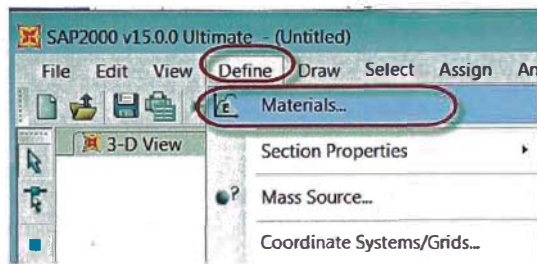 SAP2000 v15.0.0 Ultimate - (Untitled)
File Edit View Define Draw Select Assign An
E Materials...
3-D View
Section Properties
? Mass Source...
Coordinate Systems/Grids...